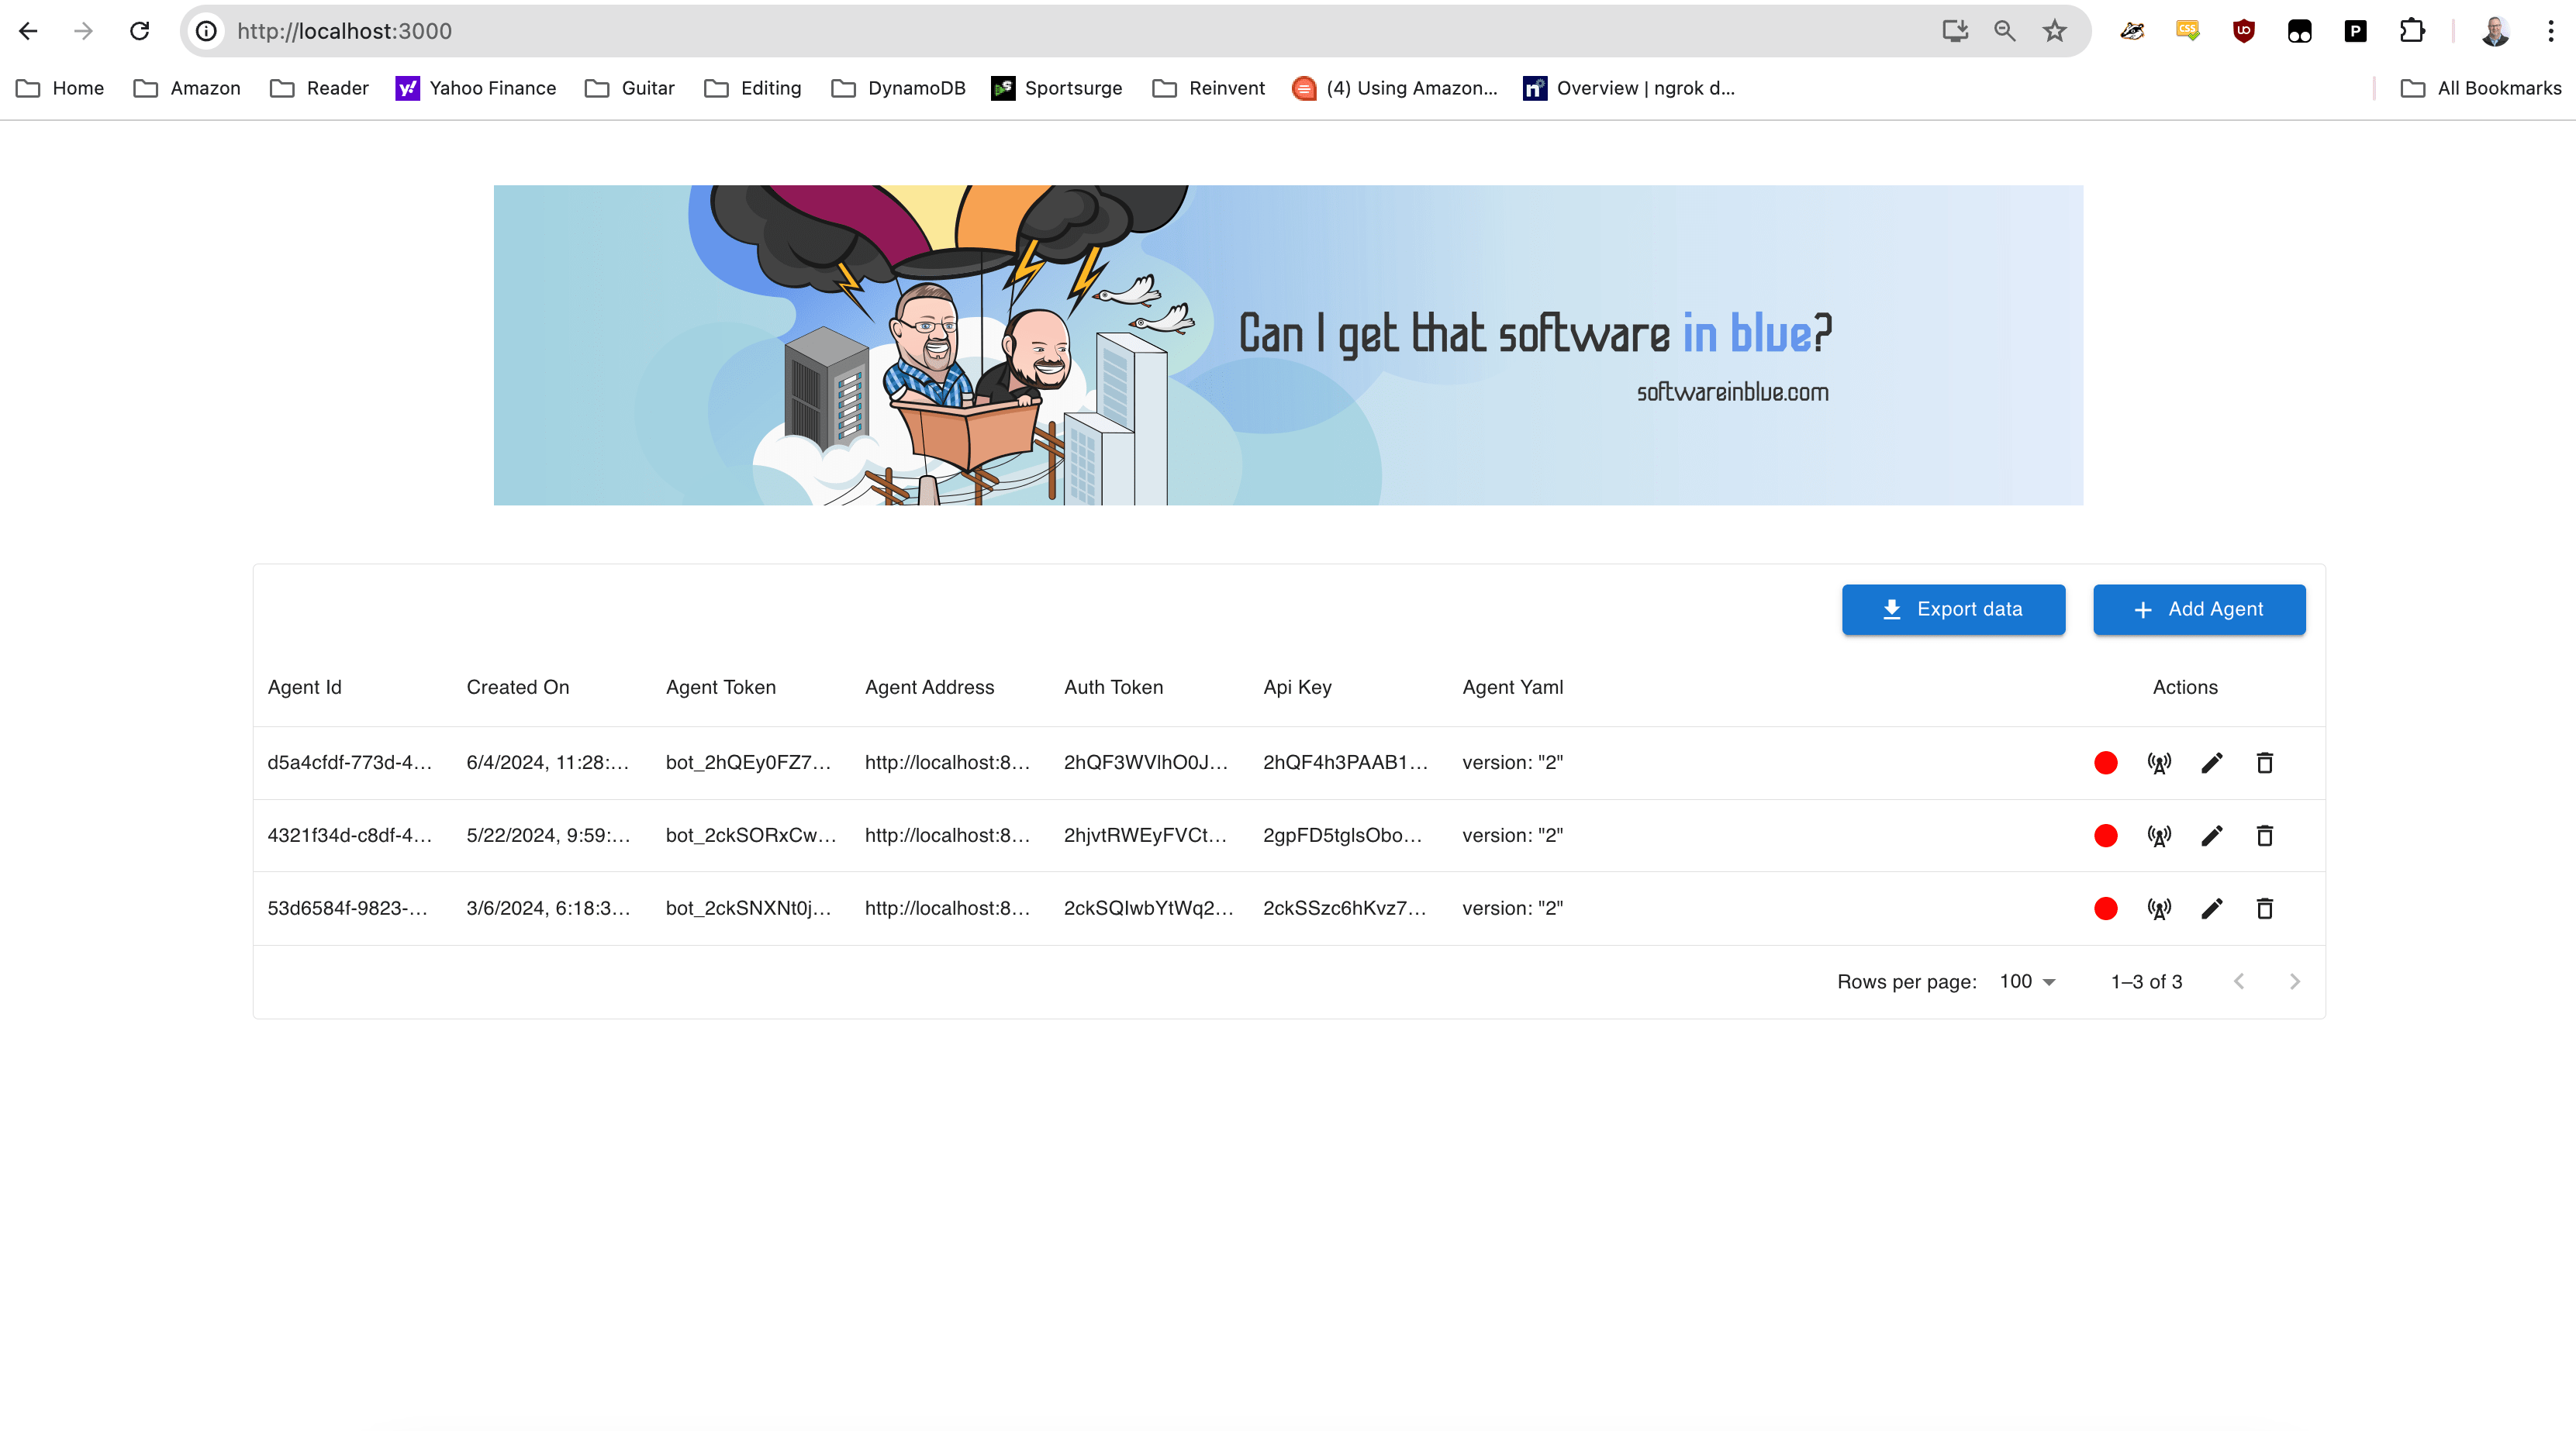 http://localhost:3000
Home Amazon Reader Yahoo Finance Guitar Editing DynamoDB Sportsurge Reinvent (4) Using Amazon... Overview | ngrok d... All Bookmarks
Can I get that software in blue?
softwareinblue.com
Export data Add Agent
Agent Id Created On Agent Token Agent Address Auth Token Api Key Agent Yaml Actions
d5a4cfdf-773d-4... 6/4/2024, 11:28:... bot_2hQEy0FZ7... http://localhost:8... 2hQF3WVlhO0J... 2hQF4h3PAAB1... version: "2"
4321f34d-c8df-4... 5/22/2024, 9:59:... bot_2ckSORxCw... http://localhost:8... 2hjvtRWEyFVCt... 2gpFD5tglsObo... version: "2"
53d6584f-9823-... 3/6/2024, 6:18:3... bot_2ckSNXNt0j... http://localhost:8... 2ckSQIwbYtWq2... 2ckSSzc6hKvz7... version: "2"
Rows per page: 100 1–3 of 3